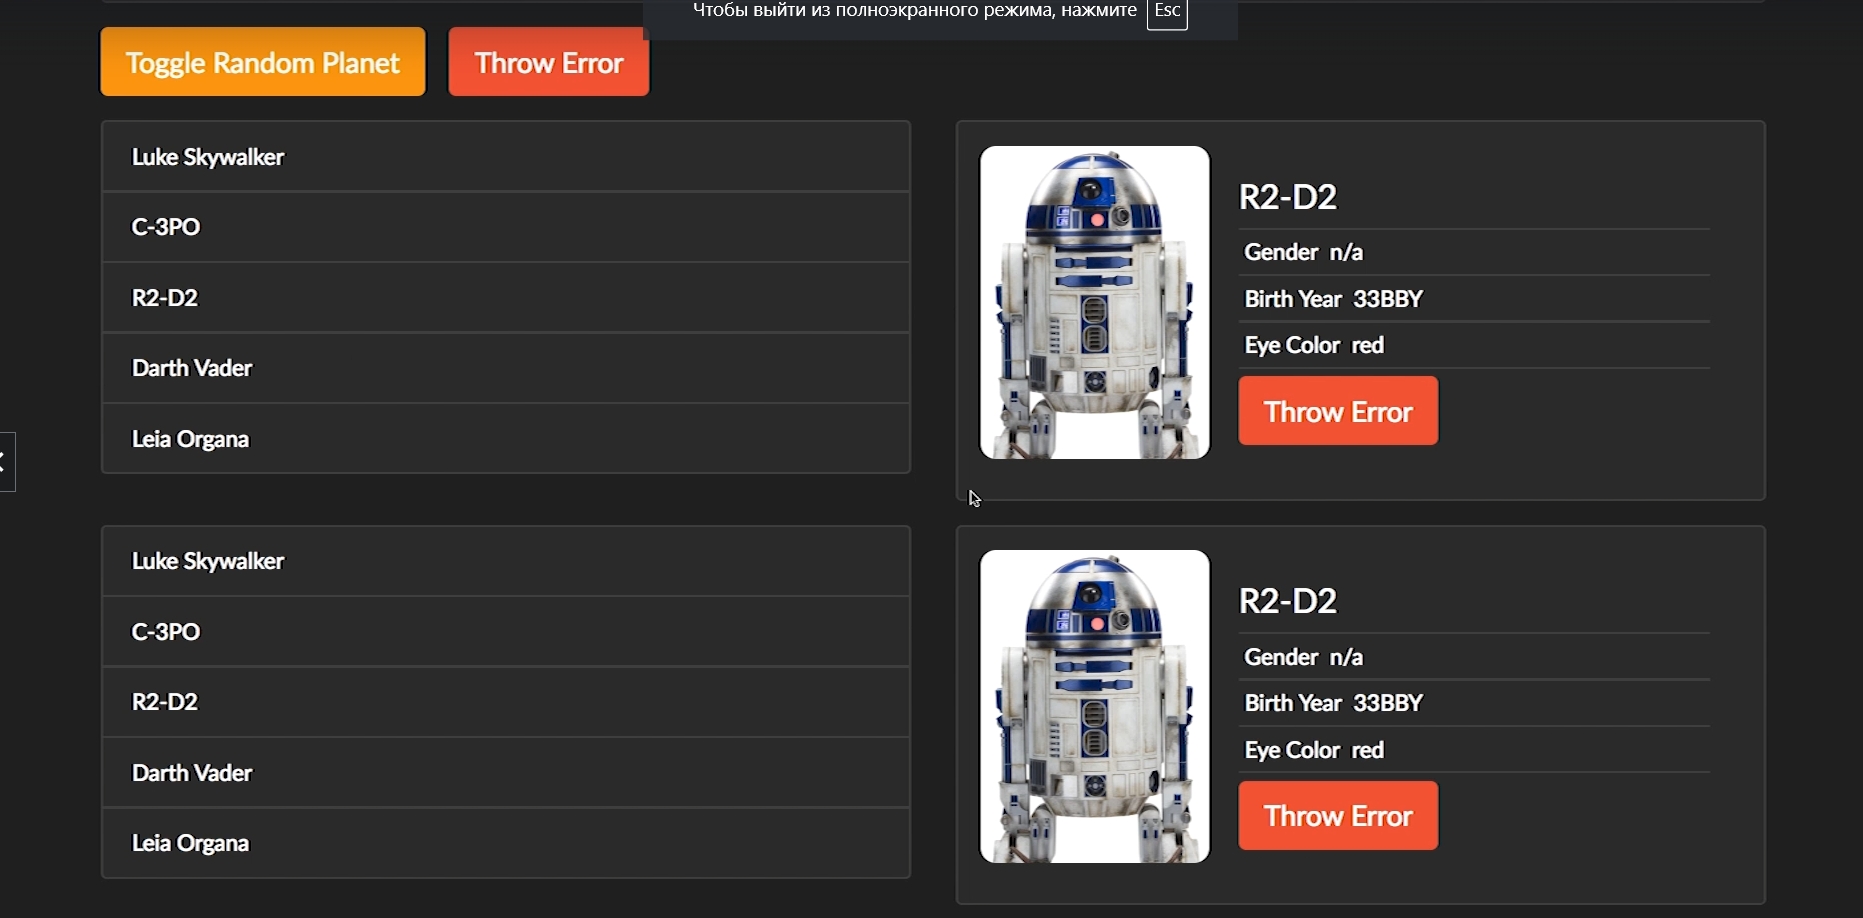 Чтобы выйти из полноэкранного режима, нажмите Esc
Toggle Random Planet
Throw Error
Luke Skywalker
C-3PO
R2-D2
Darth Vader
Leia Organa
R2-D2
Gender n/a
Birth Year 33BBY
Eye Color red
Throw Error
Luke Skywalker
C-3PO
R2-D2
Darth Vader
Leia Organa
R2-D2
Gender n/a
Birth Year 33BBY
Eye Color red
Throw Error